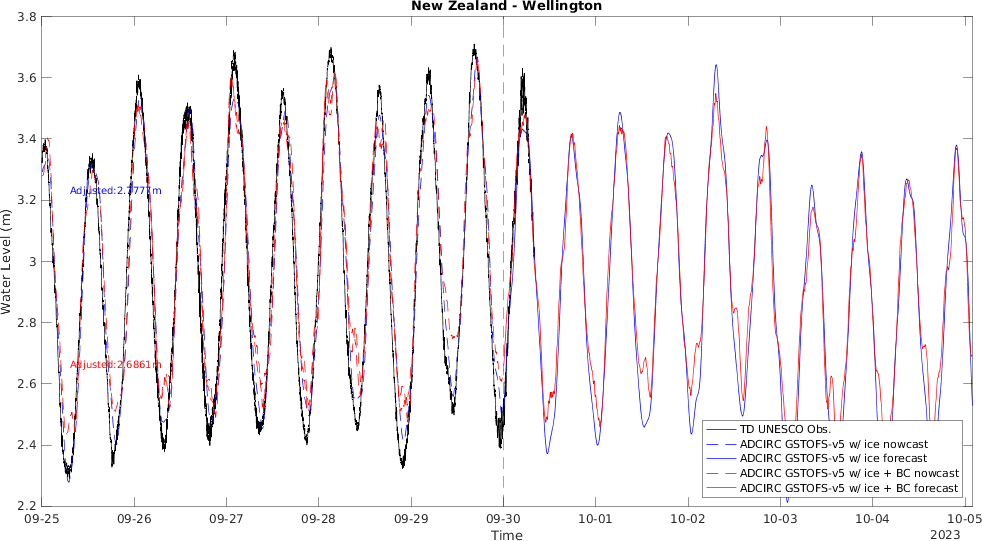 New Zealand - Wellington
3.8
3.6
3.4
3.2
3
2.8
2.6
2.4
2.2
Water Level (m)
Adjusted:2.6861m
TD UNESCO Obs.
ADCIRC GSTOFS-v5 w/ ice nowcast
ADCIRC GSTOFS-v5 w/ ice forecast
ADCIRC GSTOFS-v5 w/ ice + BC nowcast
ADCIRC GSTOFS-v5 w/ ice + BC forecast
09-25 09-26 09-27 09-28 09-29 09-30 10-01 10-02 10-03 10-04 10-05
Time
2023